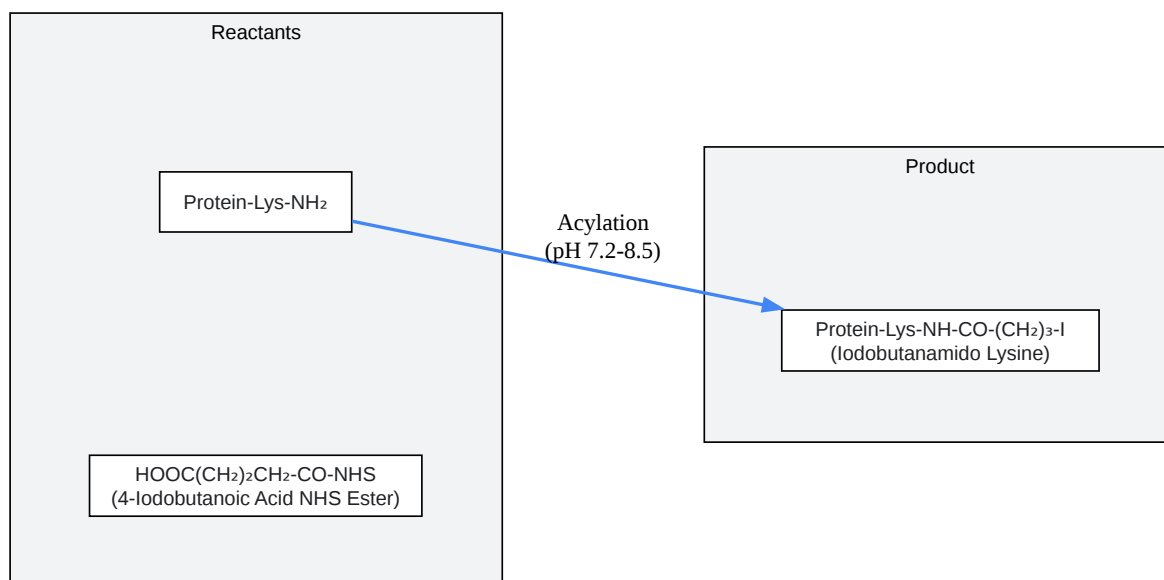 Reactants
Protein-Lys-NH₂
HOOC(CH₂)₂CH₂-CO-NHS
(4-Iodobutanoic Acid NHS Ester)
Acylation
(pH 7.2-8.5)
Product
Protein-Lys-NH-CO-(CH₂)₃-I
(Iodobutanamido Lysine)